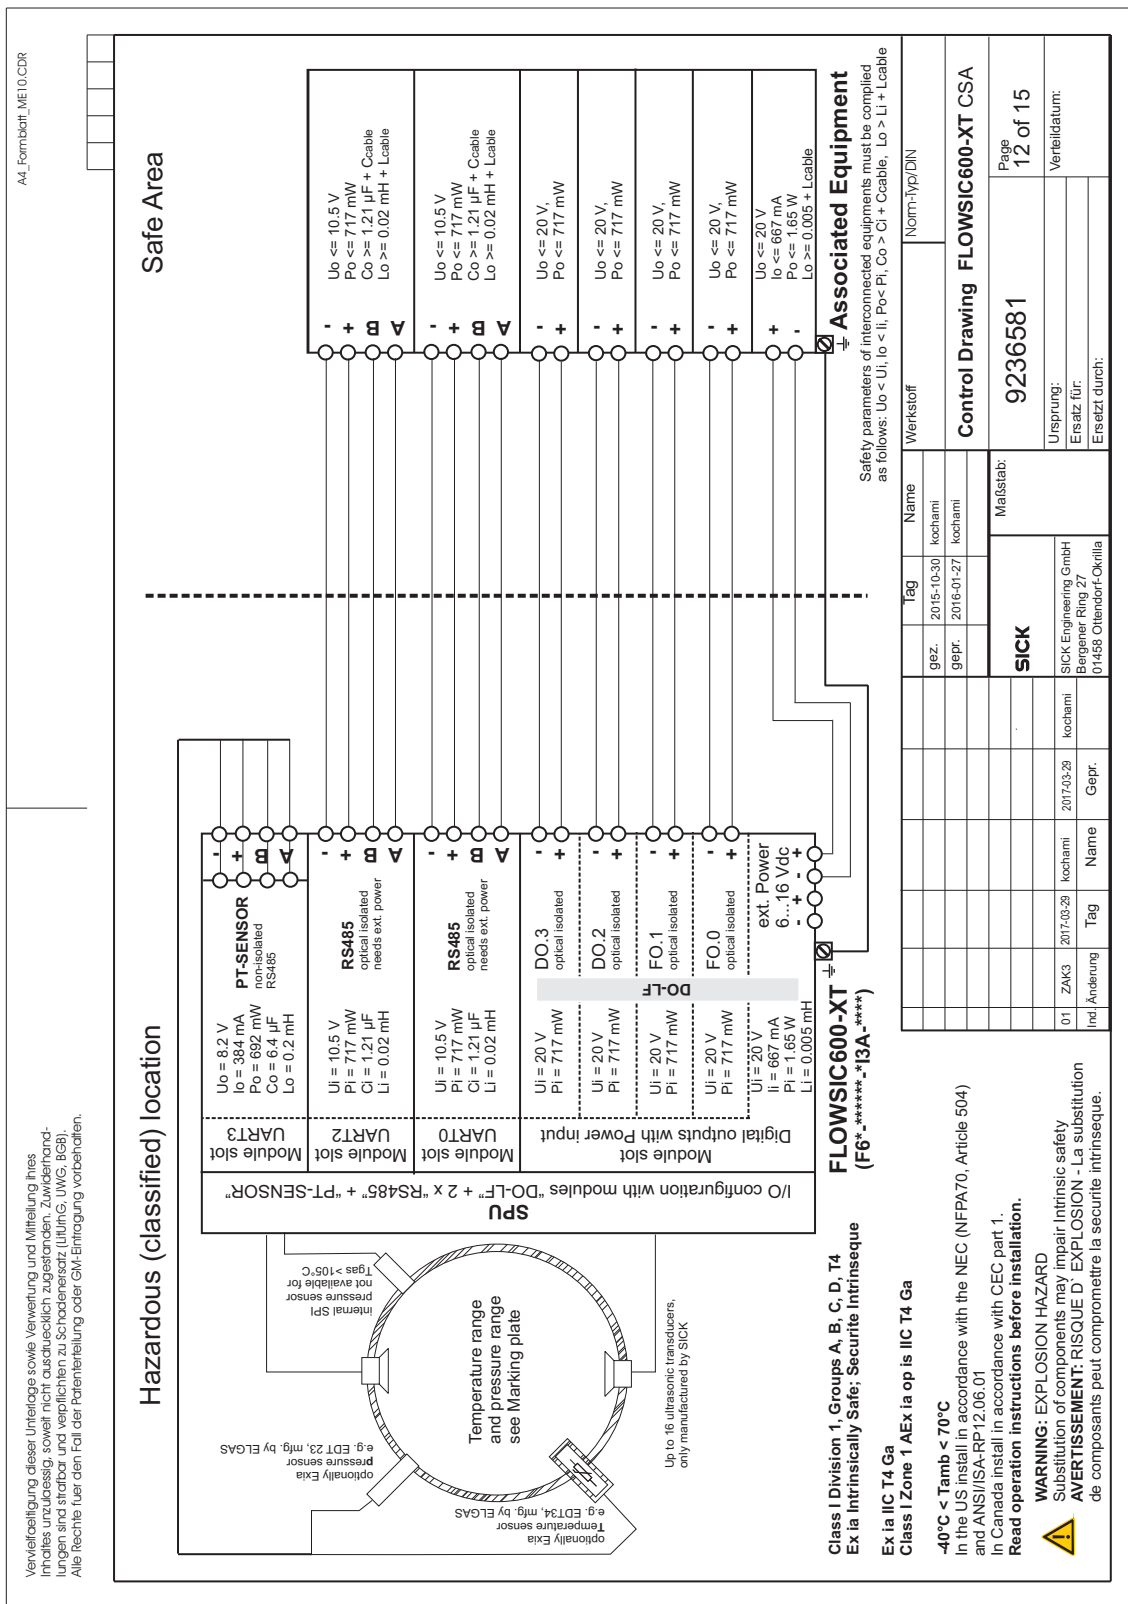 A4_Formblatt_ME10.CDR
Vervielfaeltigung dieser Unterlage sowie Verwertung und Mitteilung ihres
Inhaltes unzulaessig, soweit nicht ausdruecklich zugestanden. Zuwiderhand-
lungen sind strafbar und verpflichten zu Schadenersatz (LitUrhG, UWG, BGB).
Alle Rechte fuer den Fall der Patenterteilung oder GM-Eintragung vorbehalten.
Hazardous (classified) location
Safe Area
optionally Exia
pressure sensor
e.g. EDT 23, mfg. by ELGAS
internal SPI
pressure sensor
not available for
Tgas >105°C
Temperature range
and pressure range
see Marking plate
optionally Exia
Temperature sensor
e.g. EDT34, mfg. by ELGAS
Up to 16 ultrasonic transducers,
only manufactured by SICK
SPU
I/O configuration with modules "DO-LF" + 2 x "RS485" + "PT-SENSOR"
Module slot
UART3
Uo = 8.2 V
Io = 384 mA
Po = 692 mW
Co = 6.4 µF
Lo = 0.2 mH
PT-SENSOR
non-isolated
RS485
-
+
B
A
Module slot
UART2
Ui = 10.5 V
Pi = 717 mW
Ci = 1.21 µF
Li = 0.02 mH
RS485
optical isolated
needs ext. power
-
+
B
A
Module slot
UART0
Ui = 10.5 V
Pi = 717 mW
Ci = 1.21 µF
Li = 0.02 mH
RS485
optical isolated
needs ext. power
-
+
B
A
Module slot
Digital outputs with Power input
DO-LF
Ui = 20 V
Pi = 717 mW
DO.3
optical isolated
-
+
Ui = 20 V
Pi = 717 mW
DO.2
optical isolated
-
+
Ui = 20 V
Pi = 717 mW
FO.1
optical isolated
-
+
Ui = 20 V
Pi = 717 mW
FO.0
optical isolated
-
+
Ui = 20 V
Ii = 667 mA
Pi = 1.65 W
Li = 0.005 mH
ext. Power
6...16 Vdc
- + - +
-
+
B
A
Uo <= 10.5 V
Po <= 717 mW
Co >= 1.21 µF + Ccable
Lo >= 0.02 mH + Lcable
-
+
B
A
Uo <= 10.5 V
Po <= 717 mW
Co >= 1.21 µF + Ccable
Lo >= 0.02 mH + Lcable
-
+
Uo <= 20 V,
Po <= 717 mW
-
+
Uo <= 20 V,
Po <= 717 mW
-
+
Uo <= 20 V,
Po <= 717 mW
-
+
Uo <= 20 V,
Po <= 717 mW
+
-
Uo <= 20 V
Io <= 667 mA
Po <= 1.65 W
Lo >= 0.005 + Lcable
Associated Equipment
Safety parameters of interconnected equipments must be complied
as follows: Uo < Ui, Io < Ii, Po< Pi, Co > Ci + Ccable, Lo > Li + Lcable
FLOWSIC600-XT
(F6*-******-*I3A-****)
Class I Division 1, Groups A, B, C, D, T4
Ex ia Intrinsically Safe; Securite Intrinseque
Ex ia IIC T4 Ga
Class I Zone 1 AEx ia op is IIC T4 Ga
-40°C < Tamb < 70°C
In the US install in accordance with the NEC (NFPA70, Article 504)
and ANSI/ISA-RP12.06.01
In Canada install in accordance with CEC part 1.
Read operation instructions before installation.
WARNING: EXPLOSION HAZARD
Substitution of components may impair Intrinsic safety
AVERTISSEMENT: RISQUE D` EXPLOSION - La substitution
de composants peut compromettre la securite intrinseque.
Tag Name Werkstoff Norm-Typ/DIN
gez. 2015-10-30 kochami
gepr. 2016-01-27 kochami
Control Drawing FLOWSIC600-XT CSA
SICK
Maßstab:
9236581
Page
12 of 15
SICK Engineering GmbH
Bergener Ring 27
01458 Ottendorf-Okrilla
Ursprung:
Ersatz für:
Ersetzt durch:
Verteildatum:
01 ZAK3 2017-03-29 kochami 2017-03-29 kochami
Ind. Änderung Tag Name Gepr.